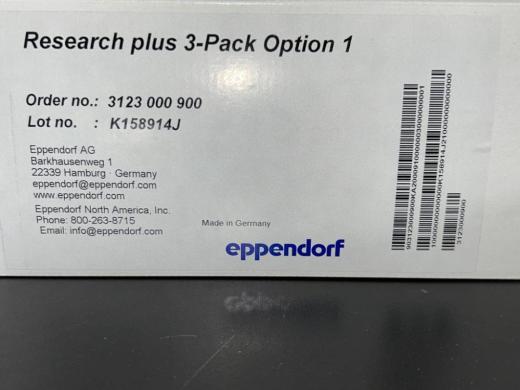 Research plus 3-Pack Option 1
Order no.: 3123 000 900
Lot no. : K158914J
Eppendorf AG
Barkhausenweg 1
22339 Hamburg · Germany
eppendorf@eppendorf.com
www.eppendorf.com
Eppendorf North America, Inc.
Phone: 800-263-8715
Email: info@eppendorf.com
Made in Germany
eppendorf
3123000900